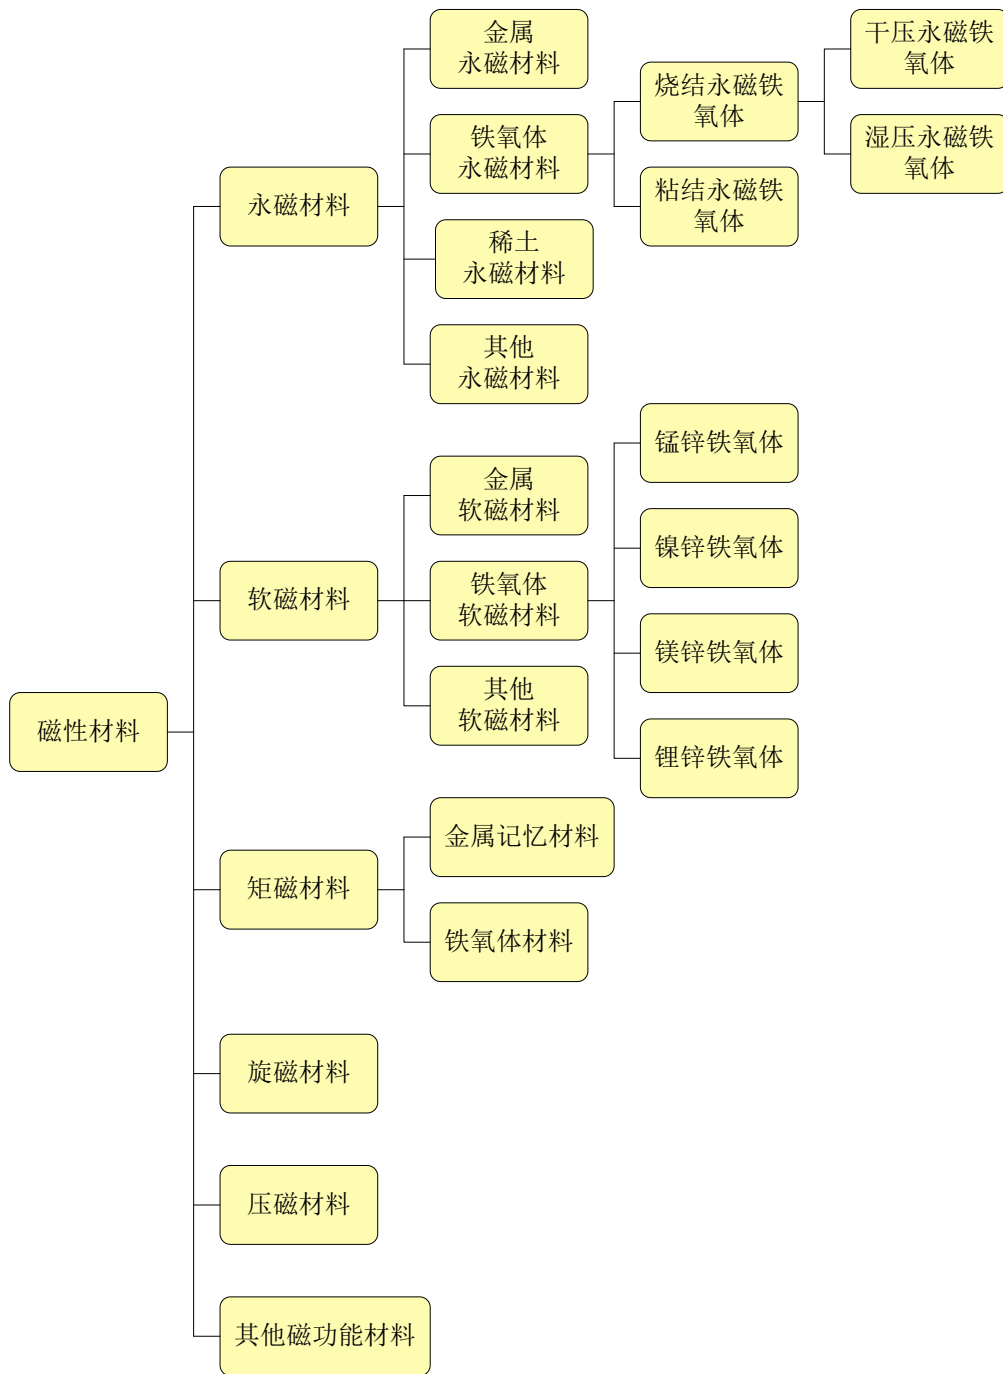 磁性材料
永磁材料
金属
永磁材料
铁氧体
永磁材料
烧结永磁铁
氧体
干压永磁铁
氧体
湿压永磁铁
氧体
粘结永磁铁
氧体
稀土
永磁材料
其他
永磁材料
软磁材料
金属
软磁材料
铁氧体
软磁材料
锰锌铁氧体
镍锌铁氧体
镁锌铁氧体
锂锌铁氧体
其他
软磁材料
矩磁材料
金属记忆材料
铁氧体材料
旋磁材料
压磁材料
其他磁功能材料